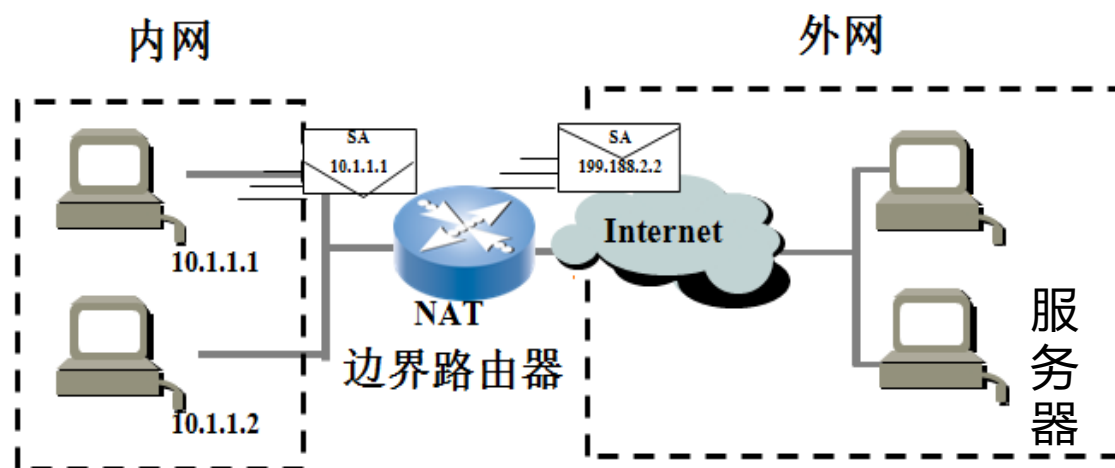 内网
外网
SA
10.1.1.1
SA
199.188.2.2
10.1.1.1
Internet
NAT
边界路由器
10.1.1.2
服
务
器